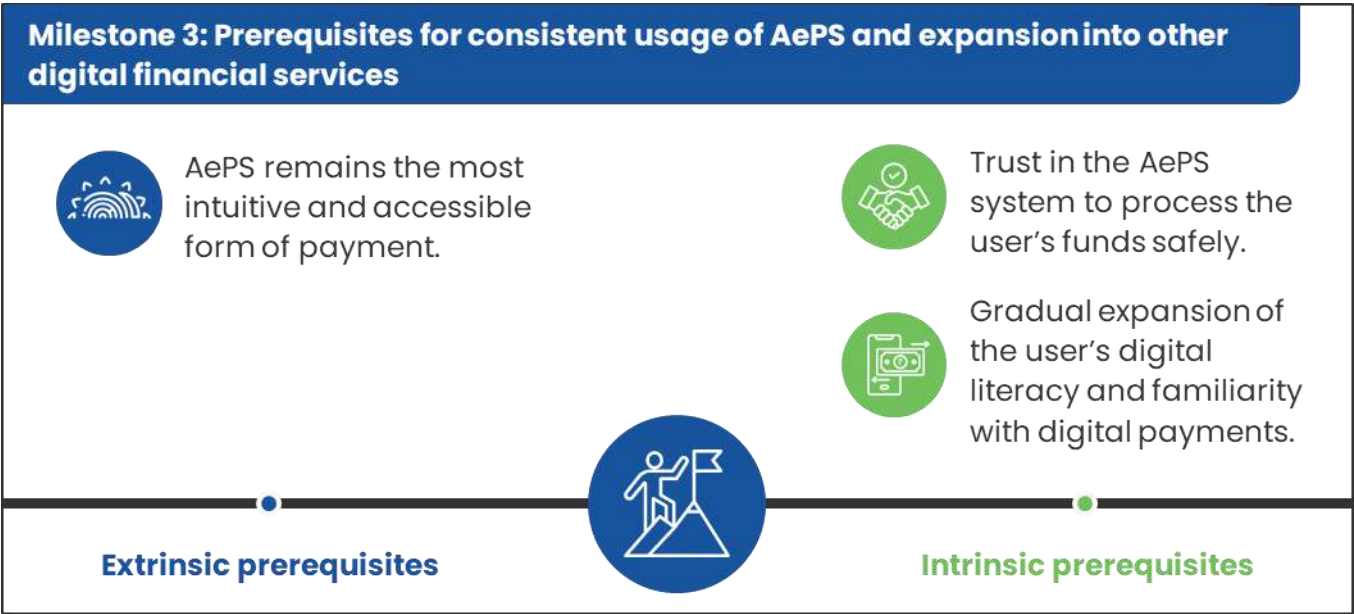 Milestone 3: Prerequisites for consistent usage of AePS and expansion into other
digital financial services
AePS remains the most
intuitive and accessible
form of payment.
Trust in the AePS
system to process the
user’s funds safely.
Gradual expansion of
the user’s digital
literacy and familiarity
with digital payments.
Extrinsic prerequisites
Intrinsic prerequisites